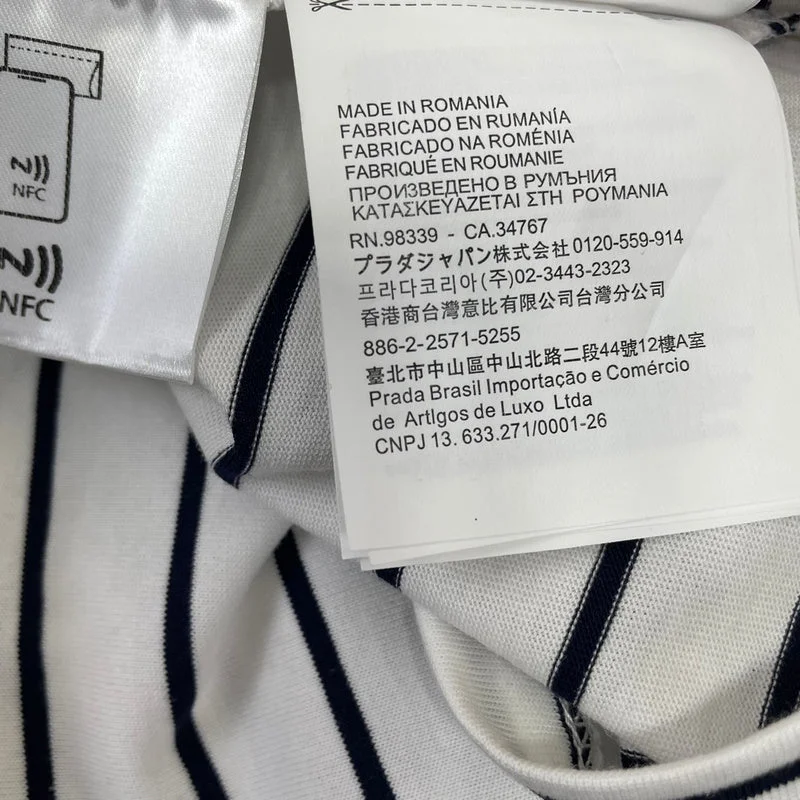 NFC
NFC
MADE IN ROMANIA
FABRICADO EN RUMANÍA
FABRICADO NA ROMÉNIA
FABRIQUÉ EN ROUMANIE
ПРОИЗВЕДЕНО В РУМЪНИЯ
ΚΑΤΑΣΚΕΥΑΖΕΤΑΙ ΣΤΗ ΡΟΥΜΑΝΙΑ
RN.98339 - CA.34767
プラダジャパン株式会社0120-559-914
프라다코리아(주)02-3443-2323
香港商台灣意比有限公司台灣分公司
886-2-2571-5255
臺北市中山區中山北路二段44號12樓A室
Prada Brasil Importação e Comércio
de Artlgos de Luxo Ltda
CNPJ 13. 633.271/0001-26